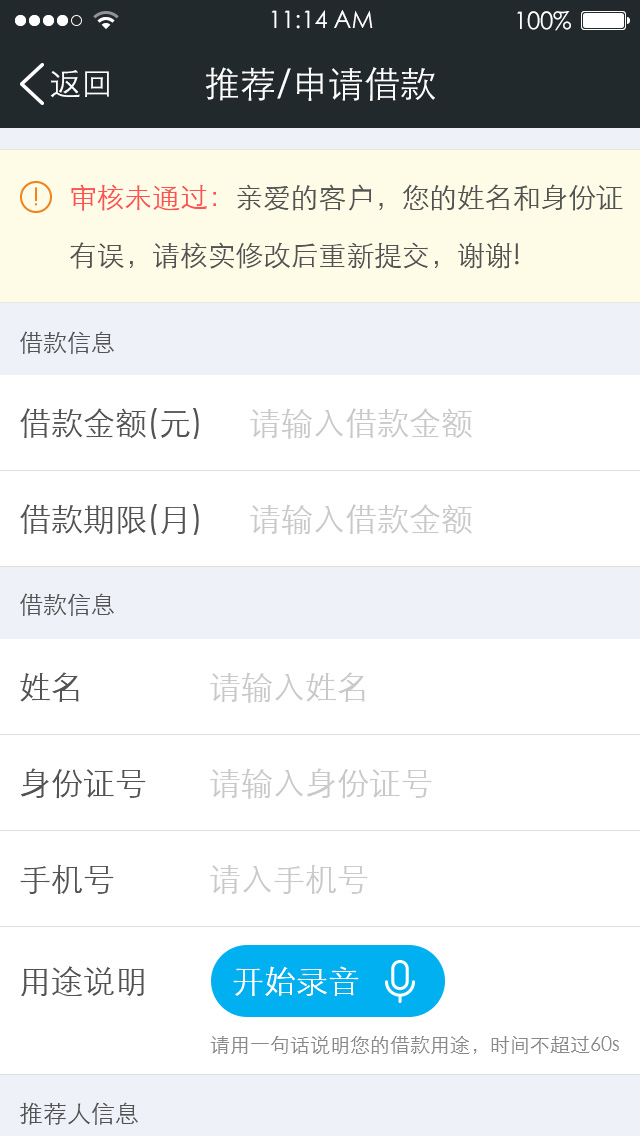 11:14 AM 100%
返回 推荐/申请借款
审核未通过：亲爱的客户，您的姓名和身份证
有误，请核实修改后重新提交，谢谢!
借款信息
借款金额(元) 请输入借款金额
借款期限(月) 请输入借款金额
借款信息
姓名 请输入姓名
身份证号 请输入身份证号
手机号 请入手机号
用途说明 开始录音
请用一句话说明您的借款用途，时间不超过60s
推荐人信息